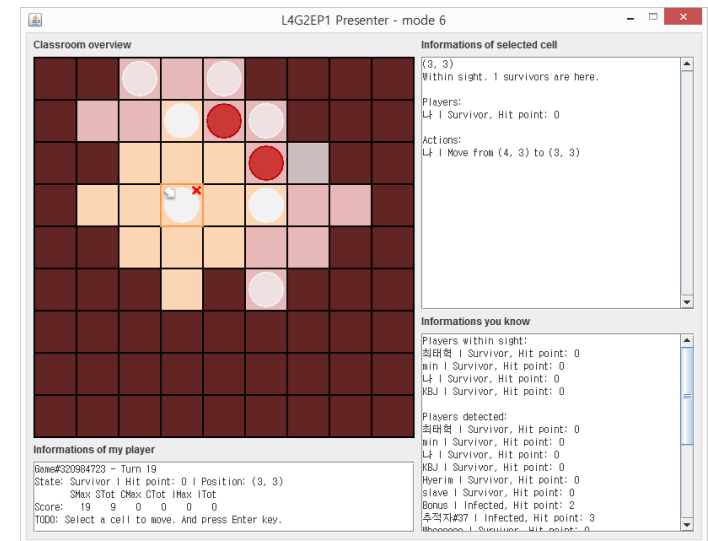 L4G2EP1 Presenter - mode 6
Classroom overview
Informations of selected cell
(3, 3)
Within sight. 1 survivors are here.
Players:
나 | Survivor, Hit point: 0
Actions:
나 | Move from (4, 3) to (3, 3)
Informations you know
Players within sight:
최태혁 | Survivor, Hit point: 0
min | Survivor, Hit point: 0
나 | Survivor, Hit point: 0
KBJ | Survivor, Hit point: 0
Players detected:
최태혁 | Survivor, Hit point: 0
min | Survivor, Hit point: 0
나 | Survivor, Hit point: 0
KBJ | Survivor, Hit point: 0
Hyerim | Survivor, Hit point: 0
slave | Survivor, Hit point: 0
Bonus | Infected, Hit point: 2
추적자#37 | Infected, Hit point: 3
Survivor, Hit point: 0
Informations of my player
Game#320984723 - Turn 19
State: Survivor | Hit point: 0 | Position: (3, 3)
SMax STot CMax CTot IMax ITot
Score: 19 9 0 0 0 0
TODO: Select a cell to move. And press Enter key.